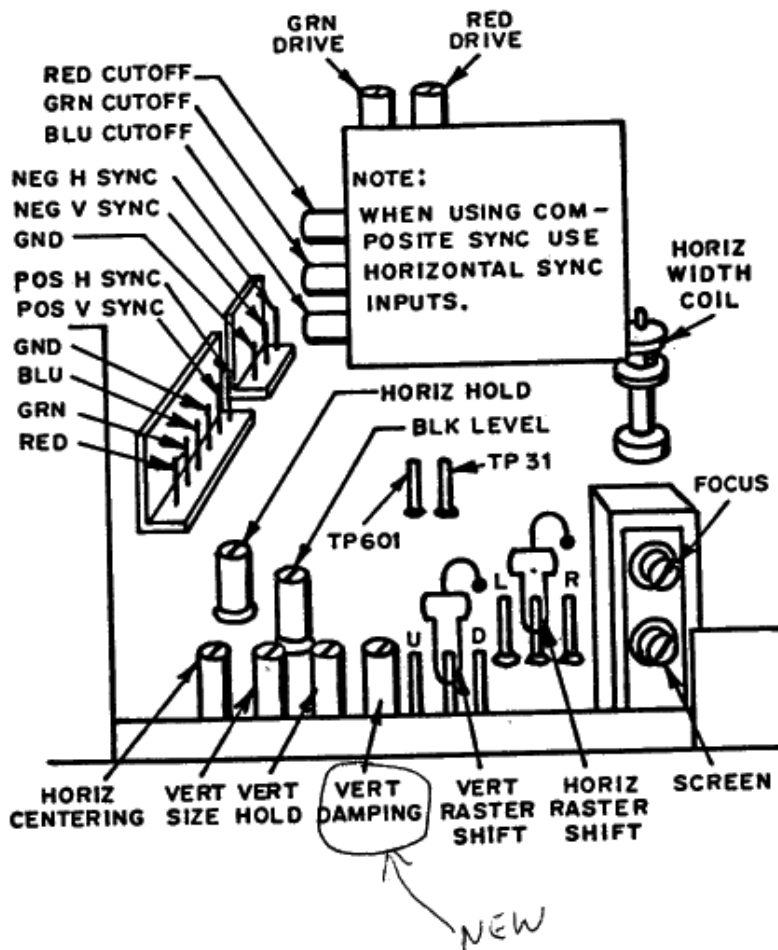 GRN
DRIVE
RED
DRIVE
RED CUTOFF
GRN CUTOFF
BLU CUTOFF
NEG H SYNC
NEG V SYNC
GND
POS H SYNC
POS V SYNC
GND
BLU
GRN
RED
NOTE:
WHEN USING COM-
POSITE SYNC USE
HORIZONTAL SYNC
INPUTS.
HORIZ
WIDTH
COIL
HORIZ HOLD
BLK LEVEL
TP31
TP601
FOCUS
L
R
U
D
HORIZ
CENTERING
VERT
SIZE
VERT
HOLD
VERT
DAMPING
VERT
RASTER
SHIFT
HORIZ
RASTER
SHIFT
SCREEN
NEW